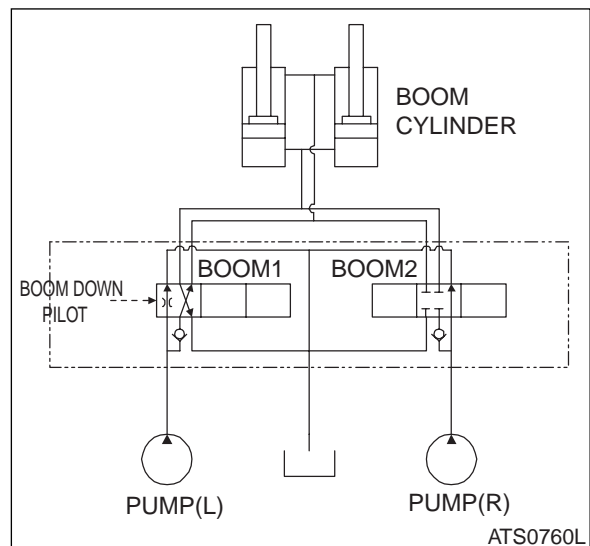 BOOM
CYLINDER
BOOM1
BOOM2
BOOM DOWN
PILOT
PUMP(L)
PUMP(R)
ATS0760L